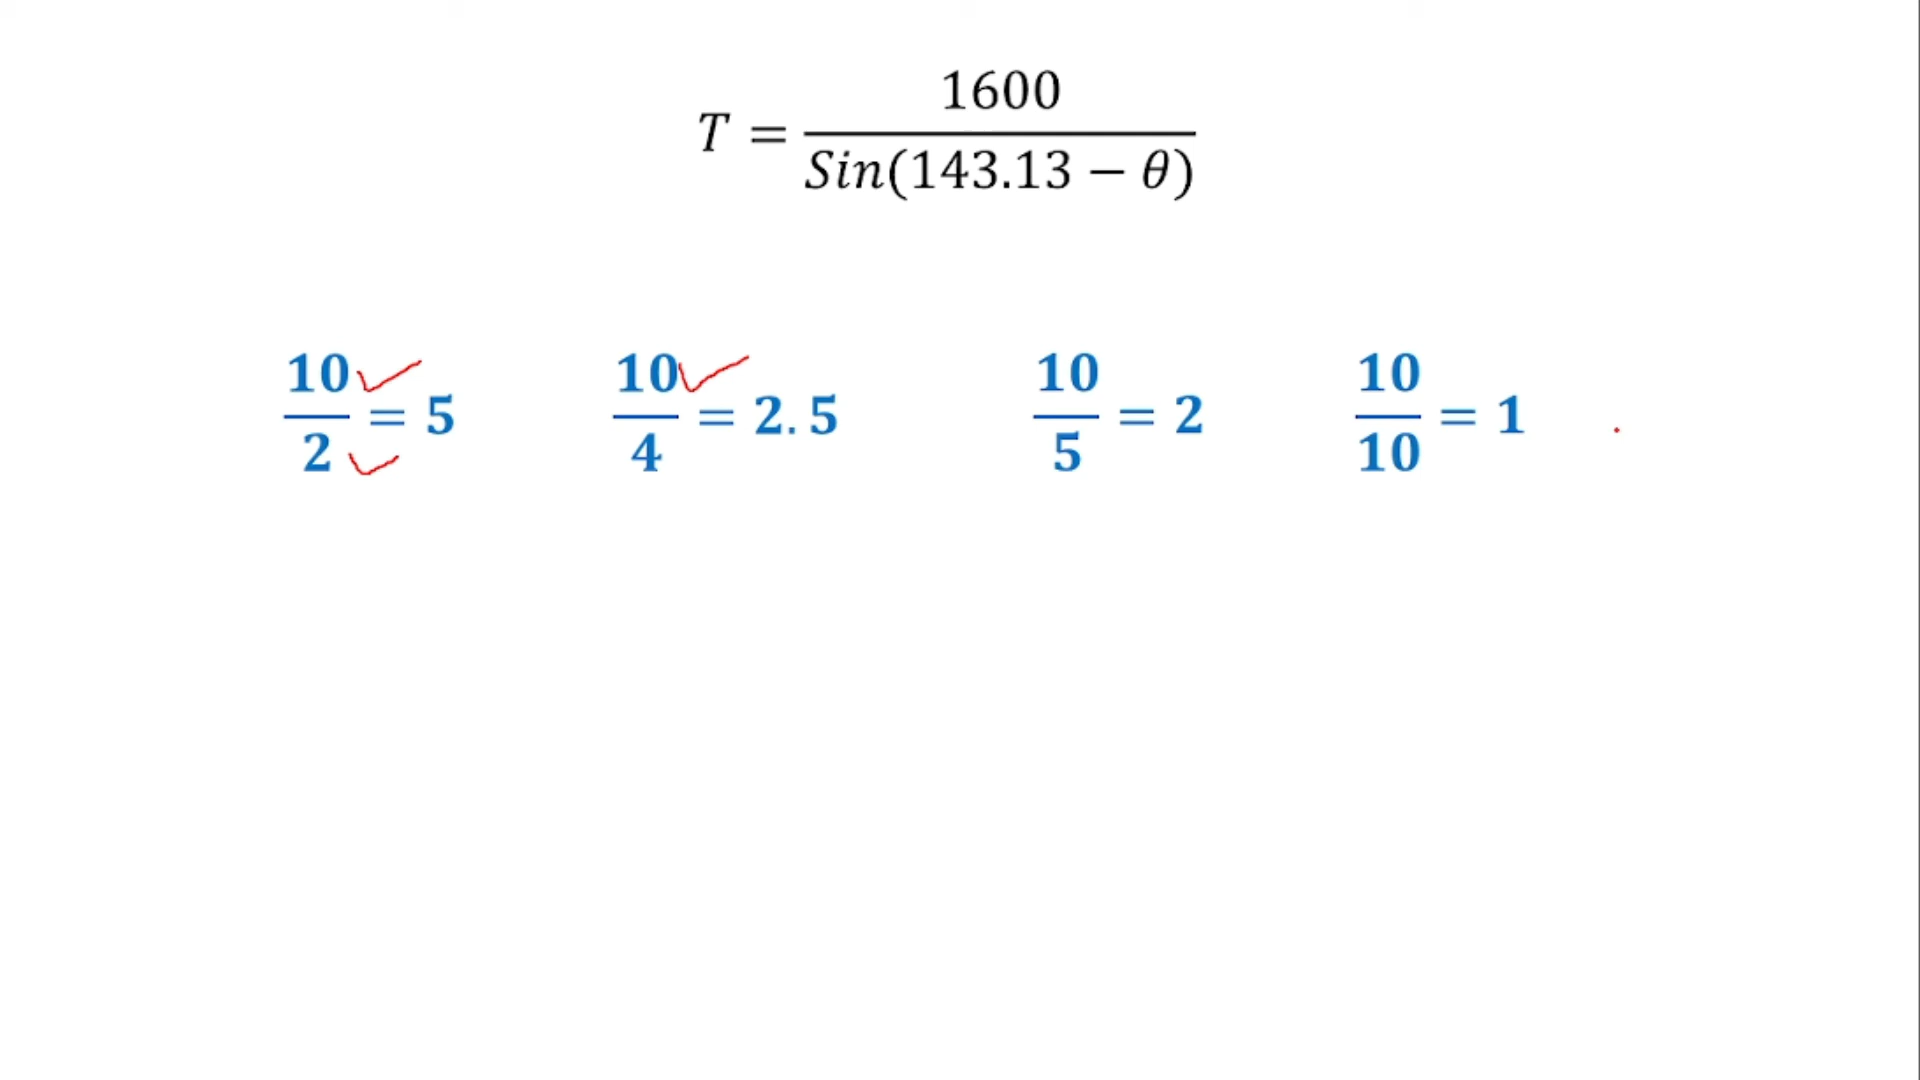 T = 1600 / Sin(143.13 − θ)
10/2 = 5 10/4 = 2.5 10/5 = 2 10/10 = 1